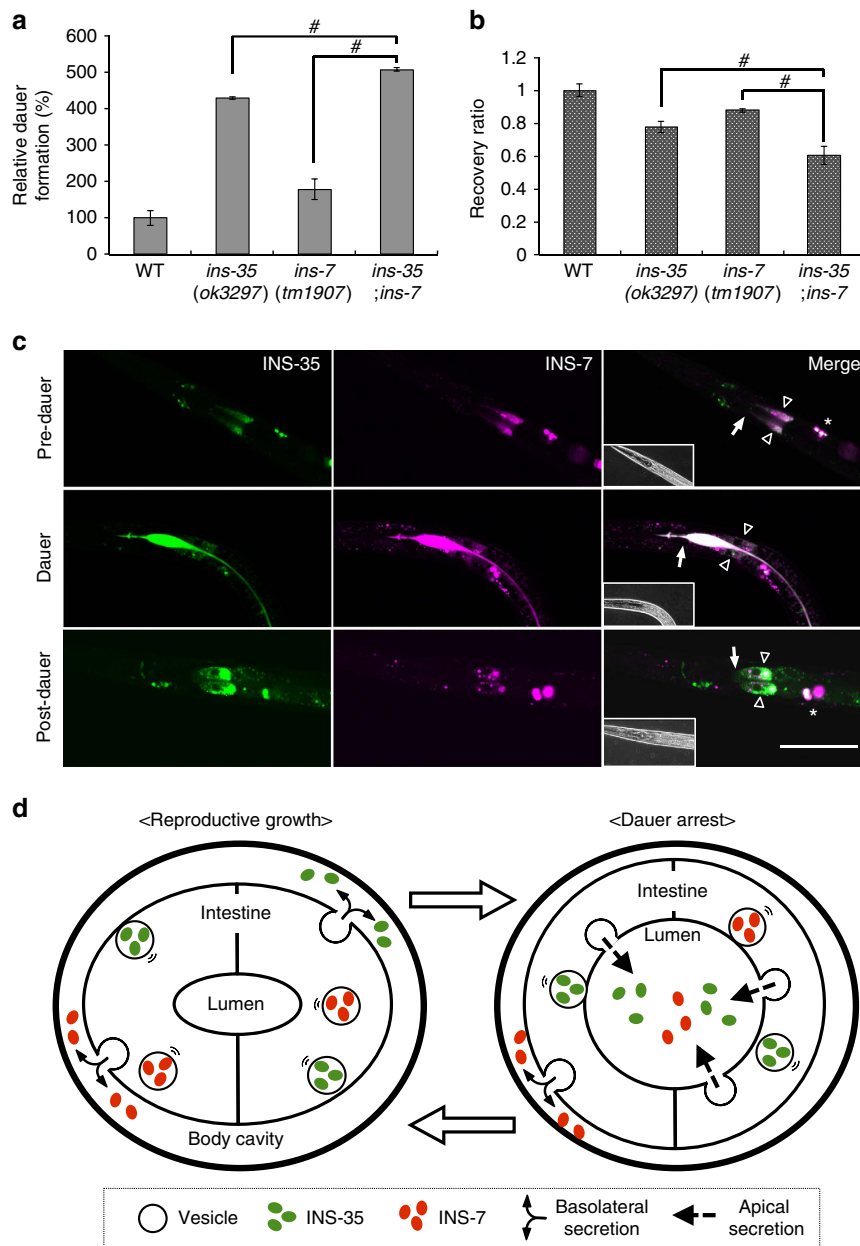 a
Relative dauer
formation (%)
600
500
400
300
200
100
0
#
#
WT
ins-35
(ok3297)
ins-7
(tm1907)
ins-35
;ins-7
b
Recovery ratio
1.2
1
0.8
0.6
0.4
0.2
0
#
#
WT
ins-35
(ok3297)
ins-7
(tm1907)
ins-35
;ins-7
c
INS-35
INS-7
Merge
Pre-dauer
*
Dauer
Post-dauer
*
d
<Reproductive growth>
Intestine
Lumen
Body cavity
<Dauer arrest>
Intestine
Lumen
Vesicle
INS-35
INS-7
Basolateral
secretion
Apical
secretion